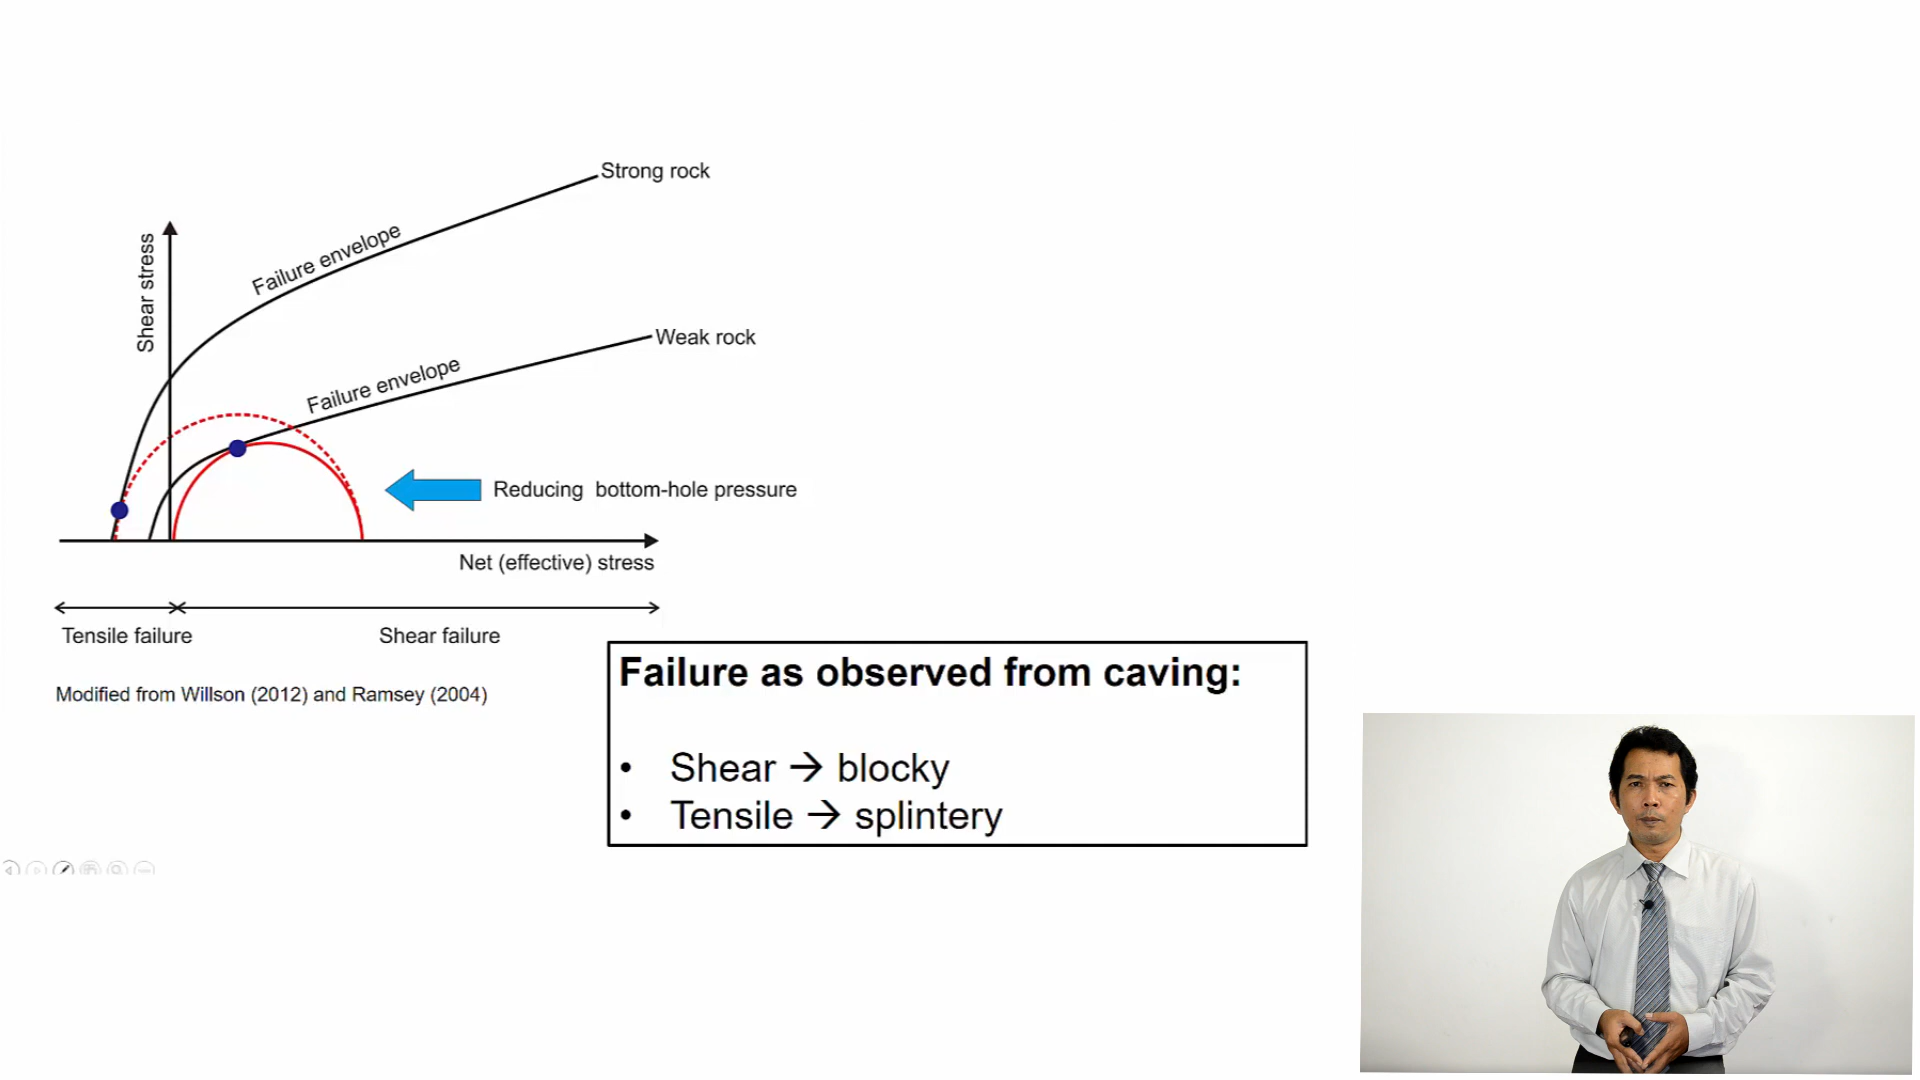 Strong rock
Failure envelope
Shear stress
Weak rock
Failure envelope
Reducing bottom-hole pressure
Net (effective) stress
Tensile failure
Shear failure
Modified from Willson (2012) and Ramsey (2004)
Failure as observed from caving:
• Shear → blocky
• Tensile → splintery